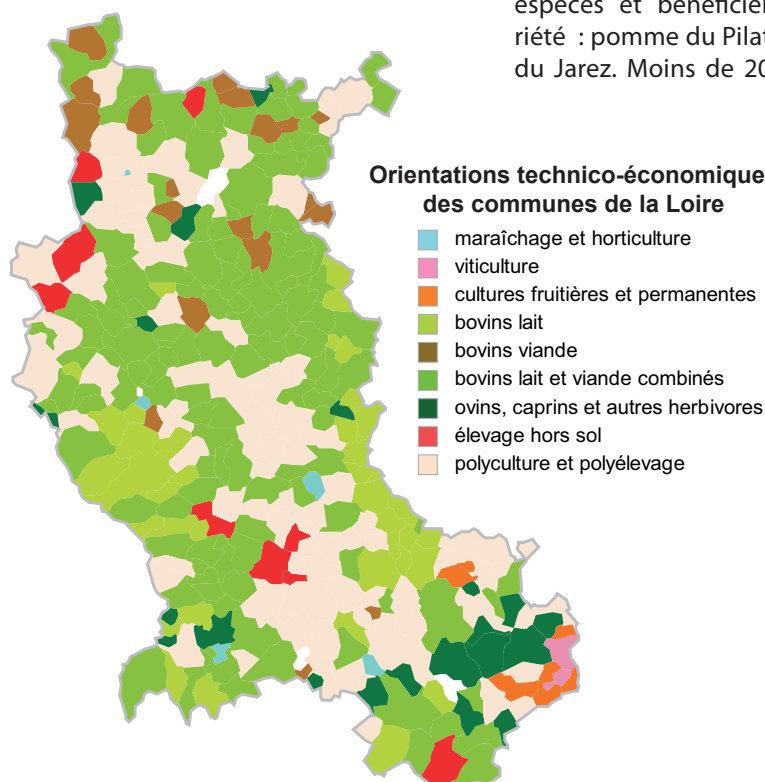 espèces et bénéficien
riété : pomme du Pilat
du Jarez. Moins de 20
Orientations technico-économique
des communes de la Loire
maraîchage et horticulture
viticulture
cultures fruitières et permanentes
bovins lait
bovins viande
bovins lait et viande combinés
ovins, caprins et autres herbivores
élevage hors sol
polyculture et polyélevage